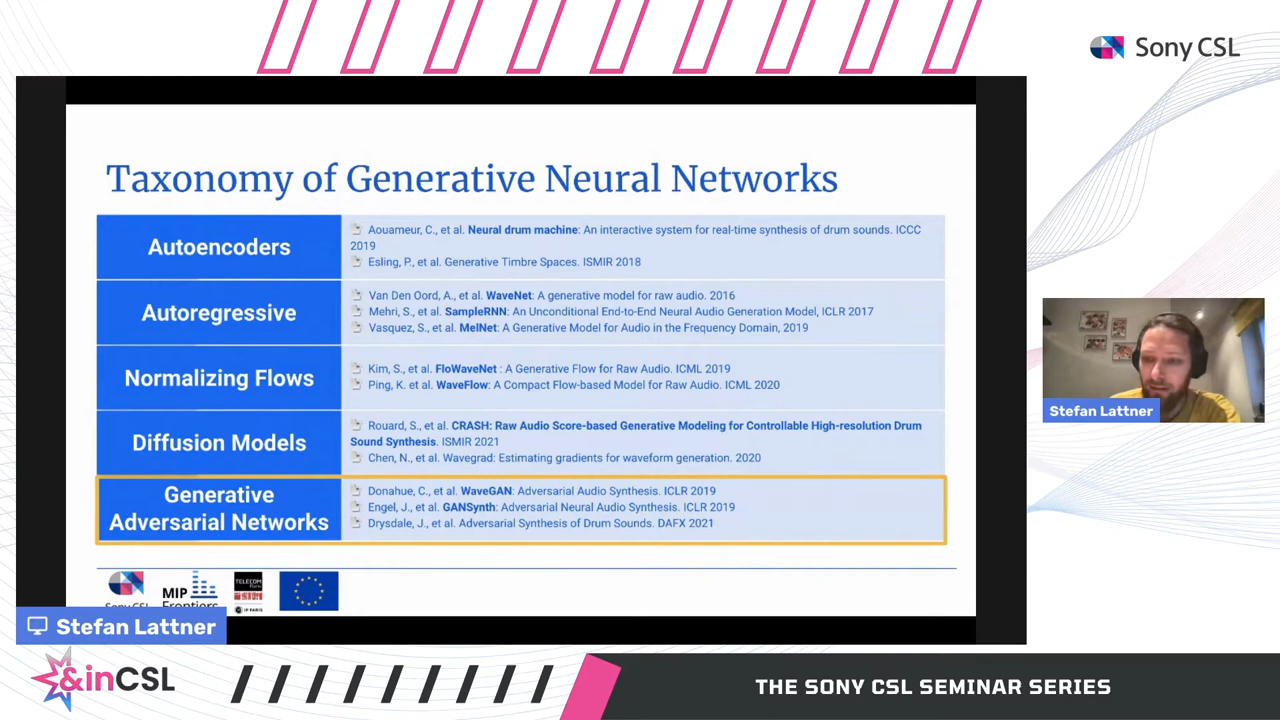 Sony CSL
Taxonomy of Generative Neural Networks
Autoencoders
Aouameur, C., et al. Neural drum machine: An interactive system for real-time synthesis of drum sounds. ICCC
2019
Esling, P., et al. Generative Timbre Spaces. ISMIR 2018
Autoregressive
Van Den Oord, A., et al. WaveNet: A generative model for raw audio. 2016
Mehri, S., et al. SampleRNN: An Unconditional End-to-End Neural Audio Generation Model, ICLR 2017
Vasquez, S., et al. MelNet: A Generative Model for Audio in the Frequency Domain, 2019
Normalizing Flows
Kim, S., et al. FloWaveNet : A Generative Flow for Raw Audio. ICML 2019
Ping, K. et al. WaveFlow: A Compact Flow-based Model for Raw Audio. ICML 2020
Diffusion Models
Rouard, S., et al. CRASH: Raw Audio Score-based Generative Modeling for Controllable High-resolution Drum
Sound Synthesis. ISMIR 2021
Chen, N., et al. Wavegrad: Estimating gradients for waveform generation. 2020
Generative
Adversarial Networks
Donahue, C., et al. WaveGAN: Adversarial Audio Synthesis. ICLR 2019
Engel, J., et al. GANSynth: Adversarial Neural Audio Synthesis. ICLR 2019
Drysdale, J., et al. Adversarial Synthesis of Drum Sounds. DAFX 2021
Sony CSL
MIP
Frontiers
TELECOM
Paris
IP PARIS
Stefan Lattner
Stefan Lattner
&inCSL
THE SONY CSL SEMINAR SERIES